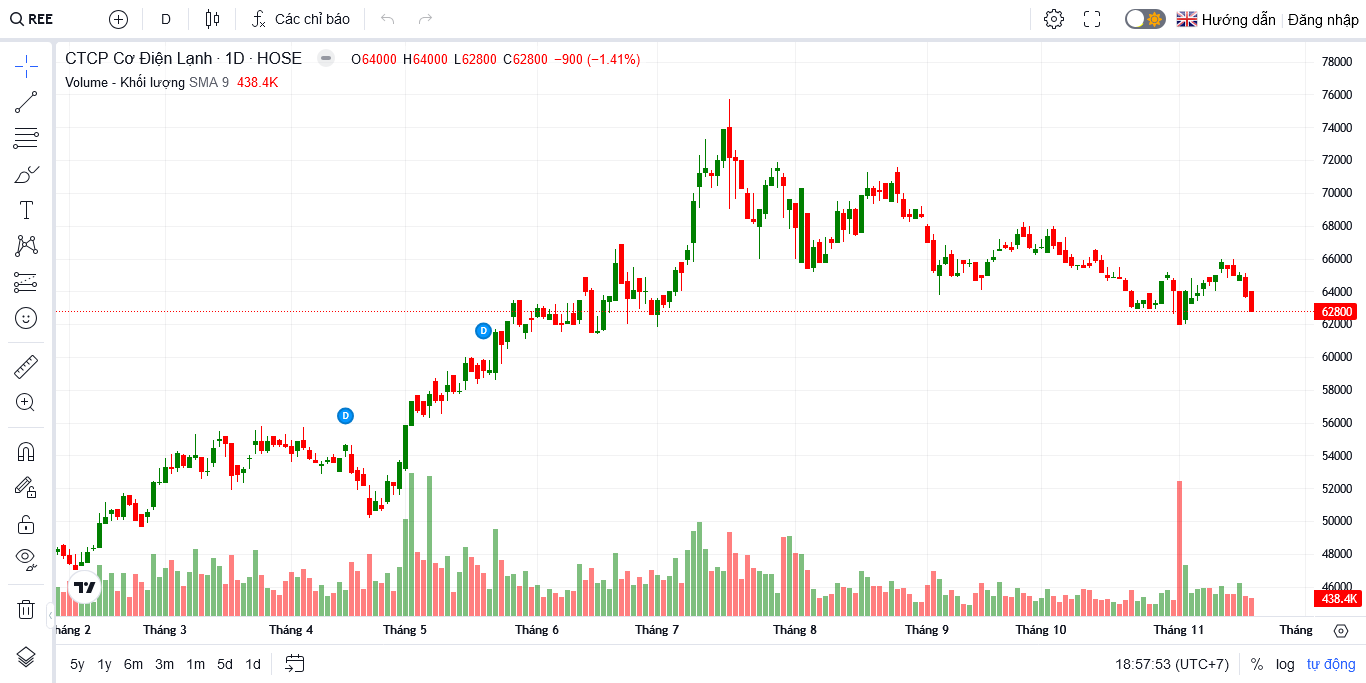 REE D Các chỉ báo Hướng dẫn Đăng nhập
CTCP Cơ Điện Lạnh · 1D · HOSE O64000 H64000 L62800 C62800 −900 (−1.41%)
Volume - Khối lượng SMA 9 438.4K
78000
76000
74000
72000
70000
68000
66000
64000
62800
62000
60000
58000
56000
54000
52000
50000
48000
46000
438.4K
D
D
T
háng 2 Tháng 3 Tháng 4 Tháng 5 Tháng 6 Tháng 7 Tháng 8 Tháng 9 Tháng 10 Tháng 11 Tháng
5y 1y 6m 3m 1m 5d 1d 18:57:53 (UTC+7) % log tự động